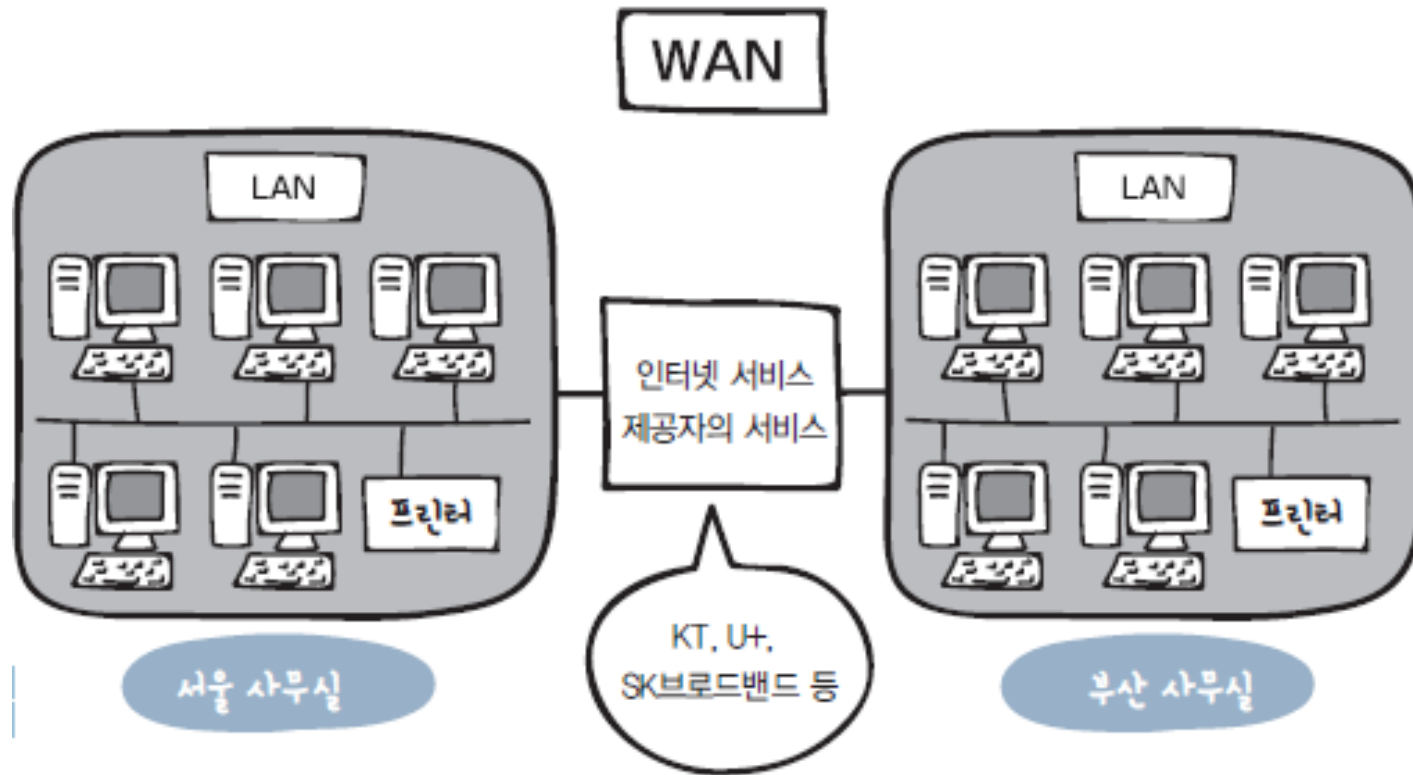 WAN
LAN
LAN
인터넷 서비스
제공자의 서비스
프린터
프린터
KT, U+,
SK브로드밴드 등
서울 사무실
부산 사무실